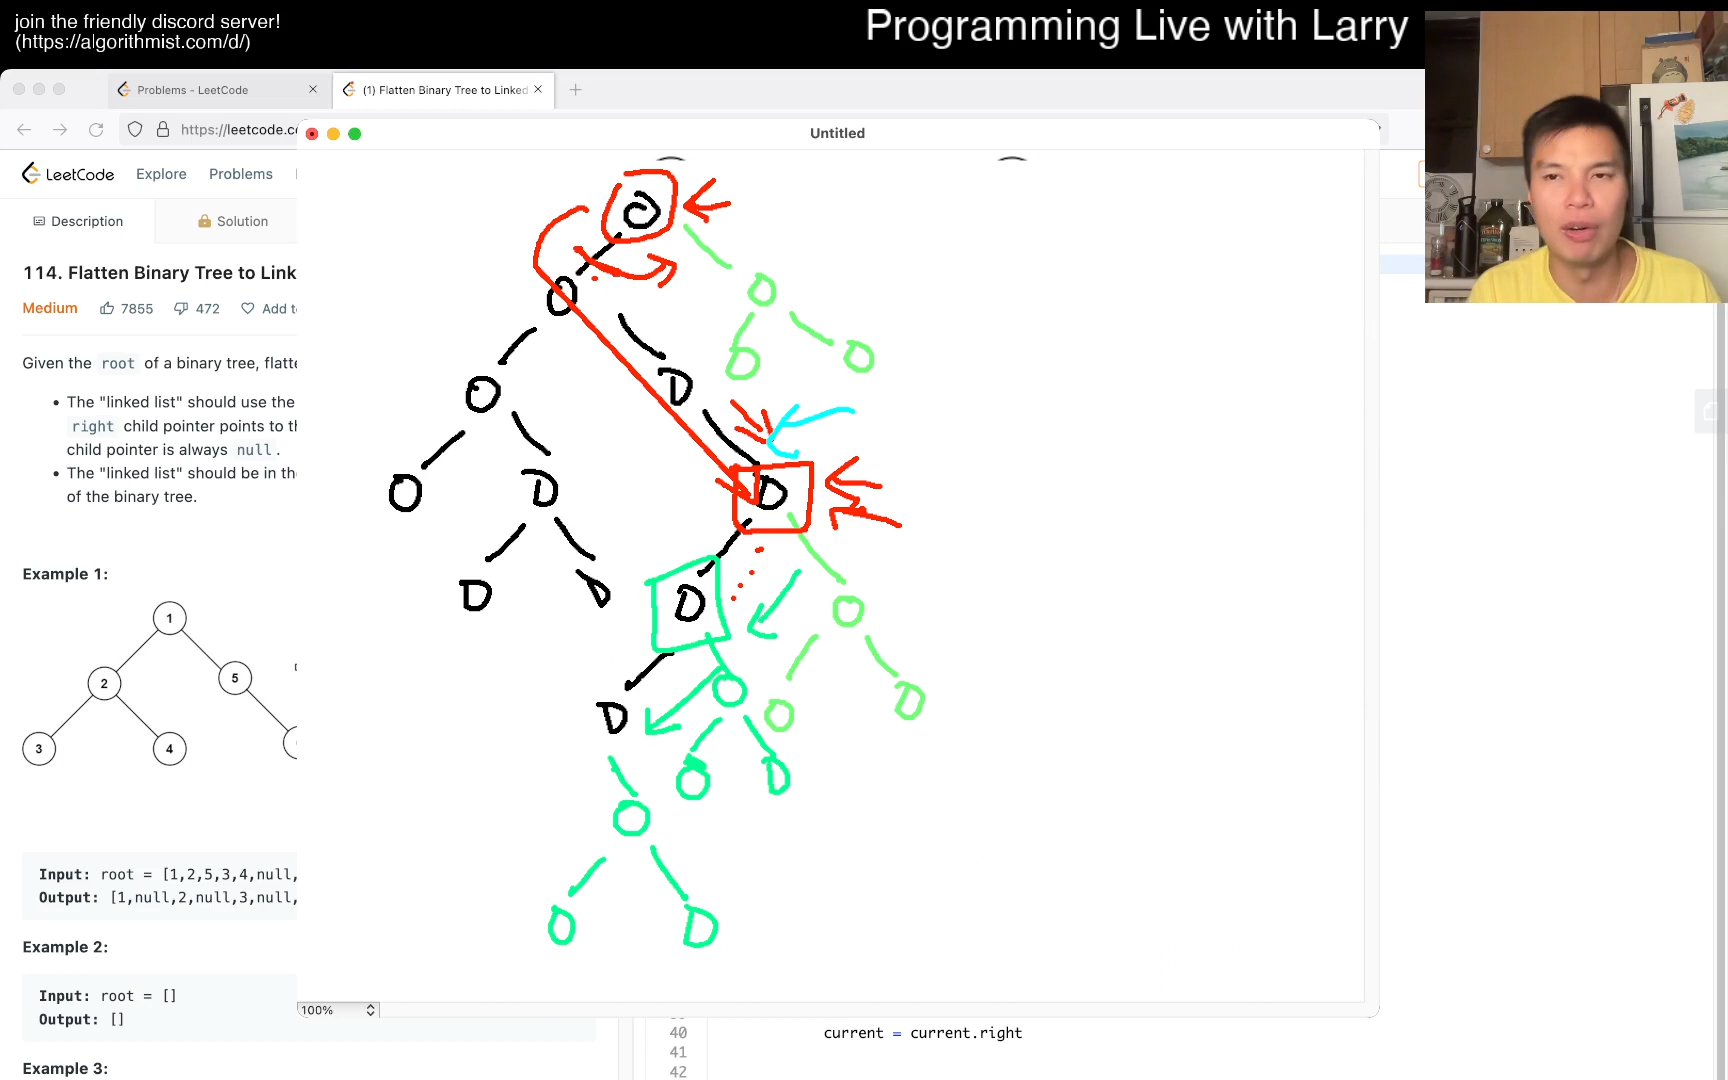 join the friendly discord server!
(https://algorithmist.com/d/)
Programming Live with Larry
Problems - LeetCode
(1) Flatten Binary Tree to Linked
https://leetcode.co
Untitled
LeetCode
Explore
Problems
Description
Solution
114. Flatten Binary Tree to Link
Medium
7855
472
Add to
Given the root of a binary tree, flatte
• The "linked list" should use the
right child pointer points to th
child pointer is always null.
• The "linked list" should be in the
of the binary tree.
Example 1:
1
2
5
3
4
Input: root = [1,2,5,3,4,null,
Output: [1,null,2,null,3,null,
Example 2:
Input: root = []
Output: []
Example 3:
100%
40
current = current.right
41
42